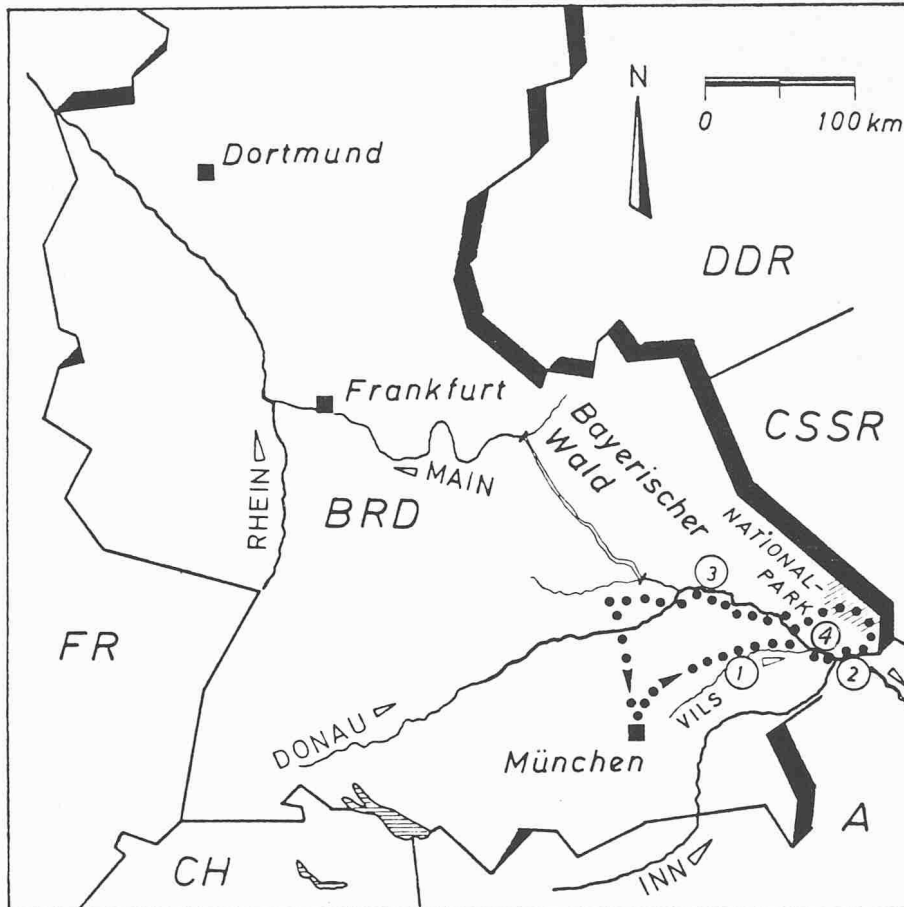 N
0 100 km
Dortmund
DDR
Frankfurt
Bayerischer
Wald
CSSR
RHEIN
MAIN
BRD
NATIONAL-
PARK
3
FR
4
1
2
VILS
DONAU
München
A
CH
INN